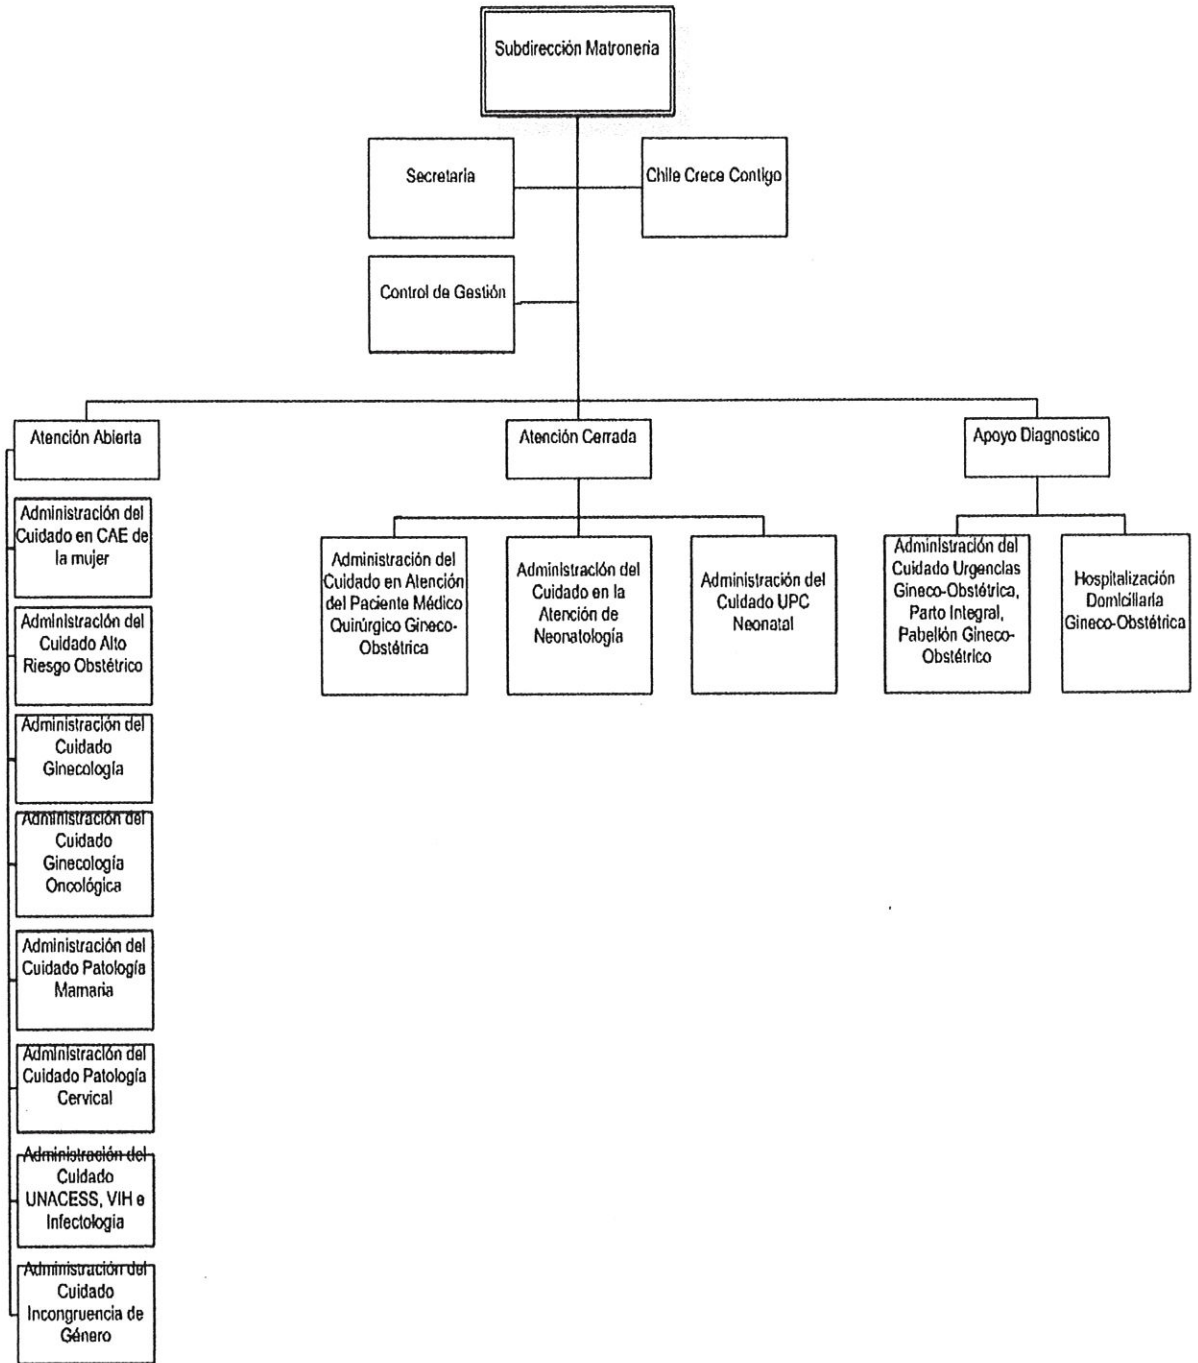 Subdirección Matroneria
Secretaria
Chile Crece Contigo
Control de Gestión
Atención Abierta
Atención Cerrada
Apoyo Diagnostico
Administración del
Cuidado en CAE de
la mujer
Administración del
Cuidado Alto
Riesgo Obstétrico
Administración del
Cuidado
Ginecología
Administración del
Cuidado
Ginecología
Oncológica
Administración del
Cuidado Patología
Mamaria
Administración del
Cuidado Patología
Cervical
Administración del
Cuidado
UNACESS, VIH e
Infectología
Administración del
Cuidado
Incongruencia de
Género
Administración del
Cuidado en Atención
del Paciente Médico
Quirúrgico Gineco-
Obstétrica
Administración del
Cuidado en la
Atención de
Neonatología
Administración del
Cuidado UPC
Neonatal
Administración del
Cuidado Urgencias
Gineco-Obstétrica,
Parto Integral,
Pabellón Gineco-
Obstétrico
Hospitalización
Domiciliaria
Gineco-Obstétrica